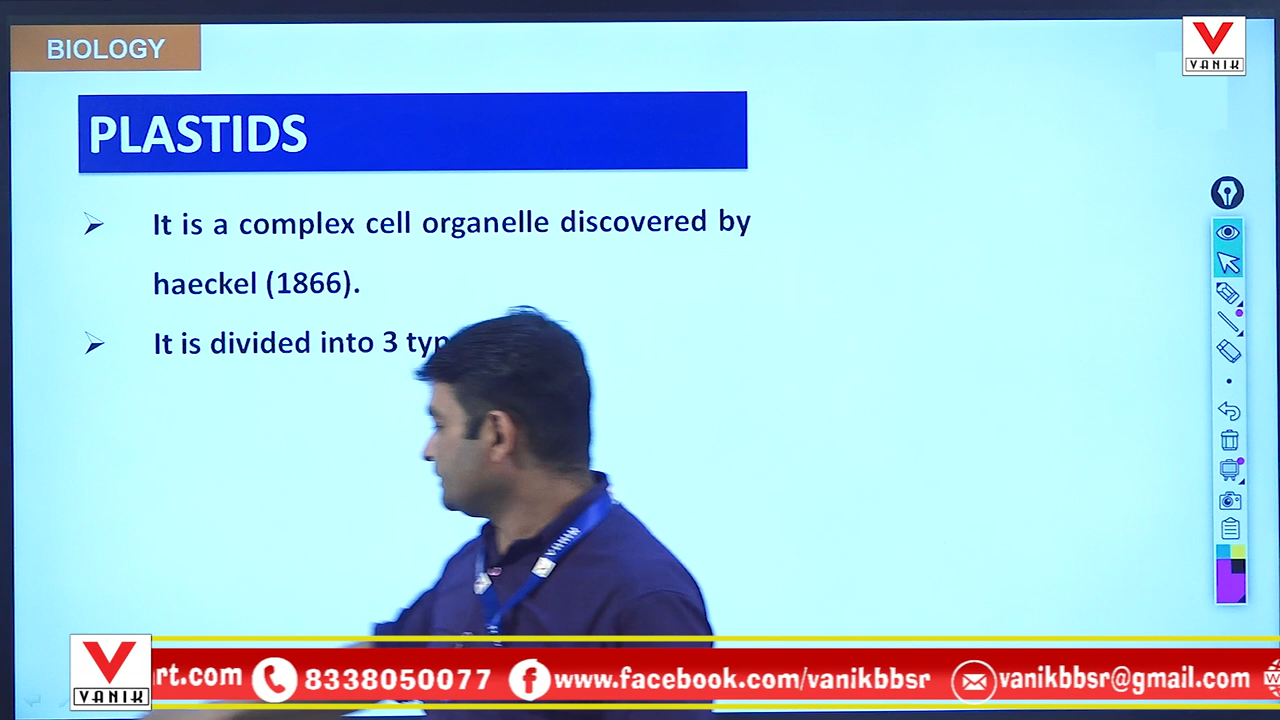 BIOLOGY
VANIK
PLASTIDS
➢ It is a complex cell organelle discovered by
haeckel (1866).
➢ It is divided into 3
VANIK
VANIK
rt.com 8338050077 www.facebook.com/vanikbbsr vanikbbsr@gmail.com